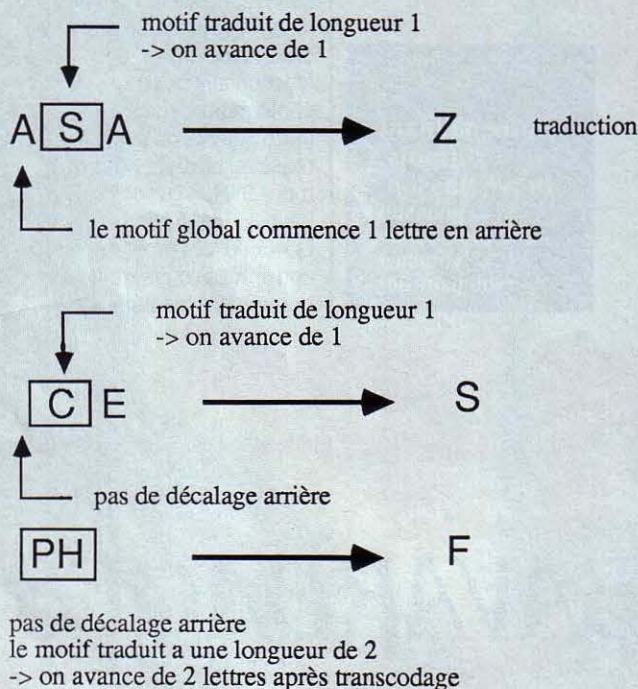 motif traduit de longueur 1
-> on avance de 1
A S A Z traduction
le motif global commence 1 lettre en arrière
motif traduit de longueur 1
-> on avance de 1
C E S
pas de décalage arrière
PH F
pas de décalage arrière
le motif traduit a une longueur de 2
-> on avance de 2 lettres après transcodage